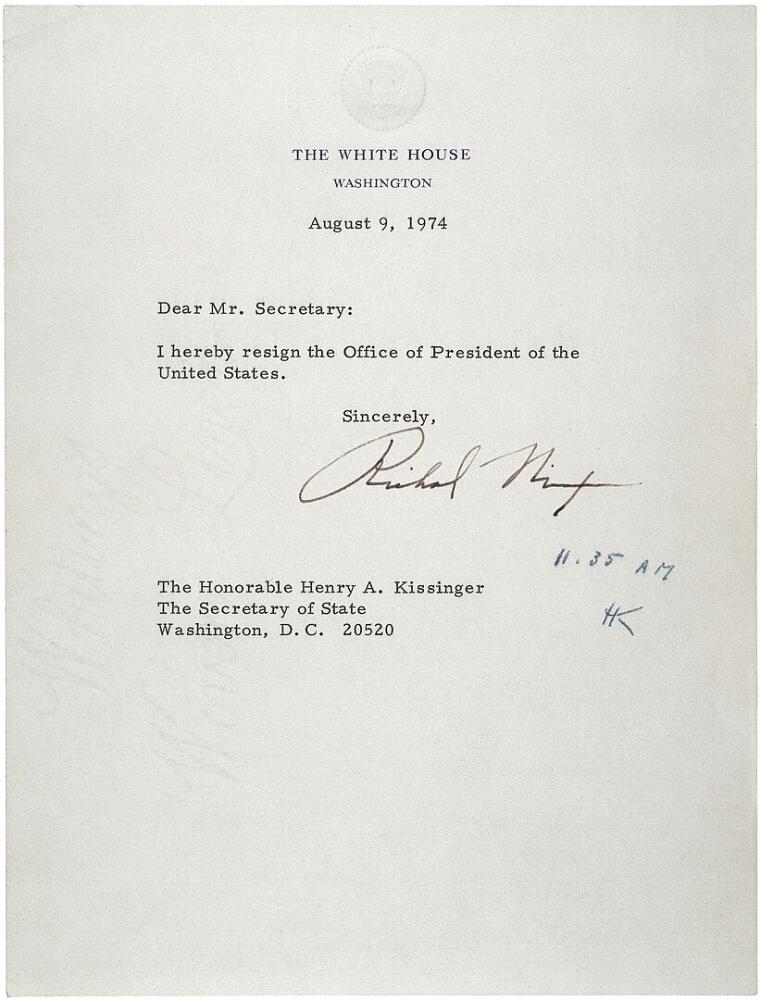 THE WHITE HOUSE
WASHINGTON
August 9, 1974
Dear Mr. Secretary:
I hereby resign the Office of President of the
United States.
Sincerely,
Richard Nixon
11.35 AM
HK
The Honorable Henry A. Kissinger
The Secretary of State
Washington, D.C. 20520